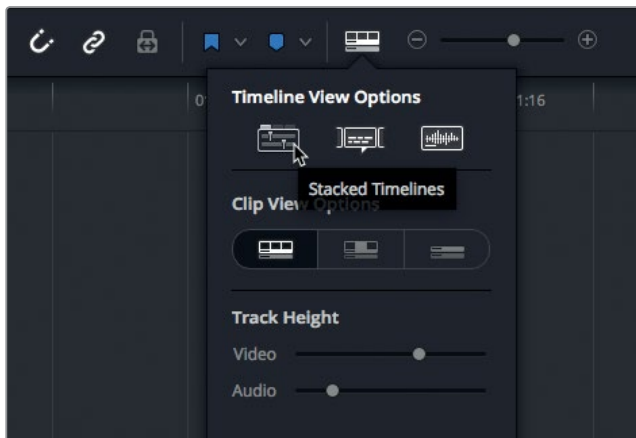 Timeline View Options
1:16
Stacked Timelines
Clip View Options
Track Height
Video
Audio